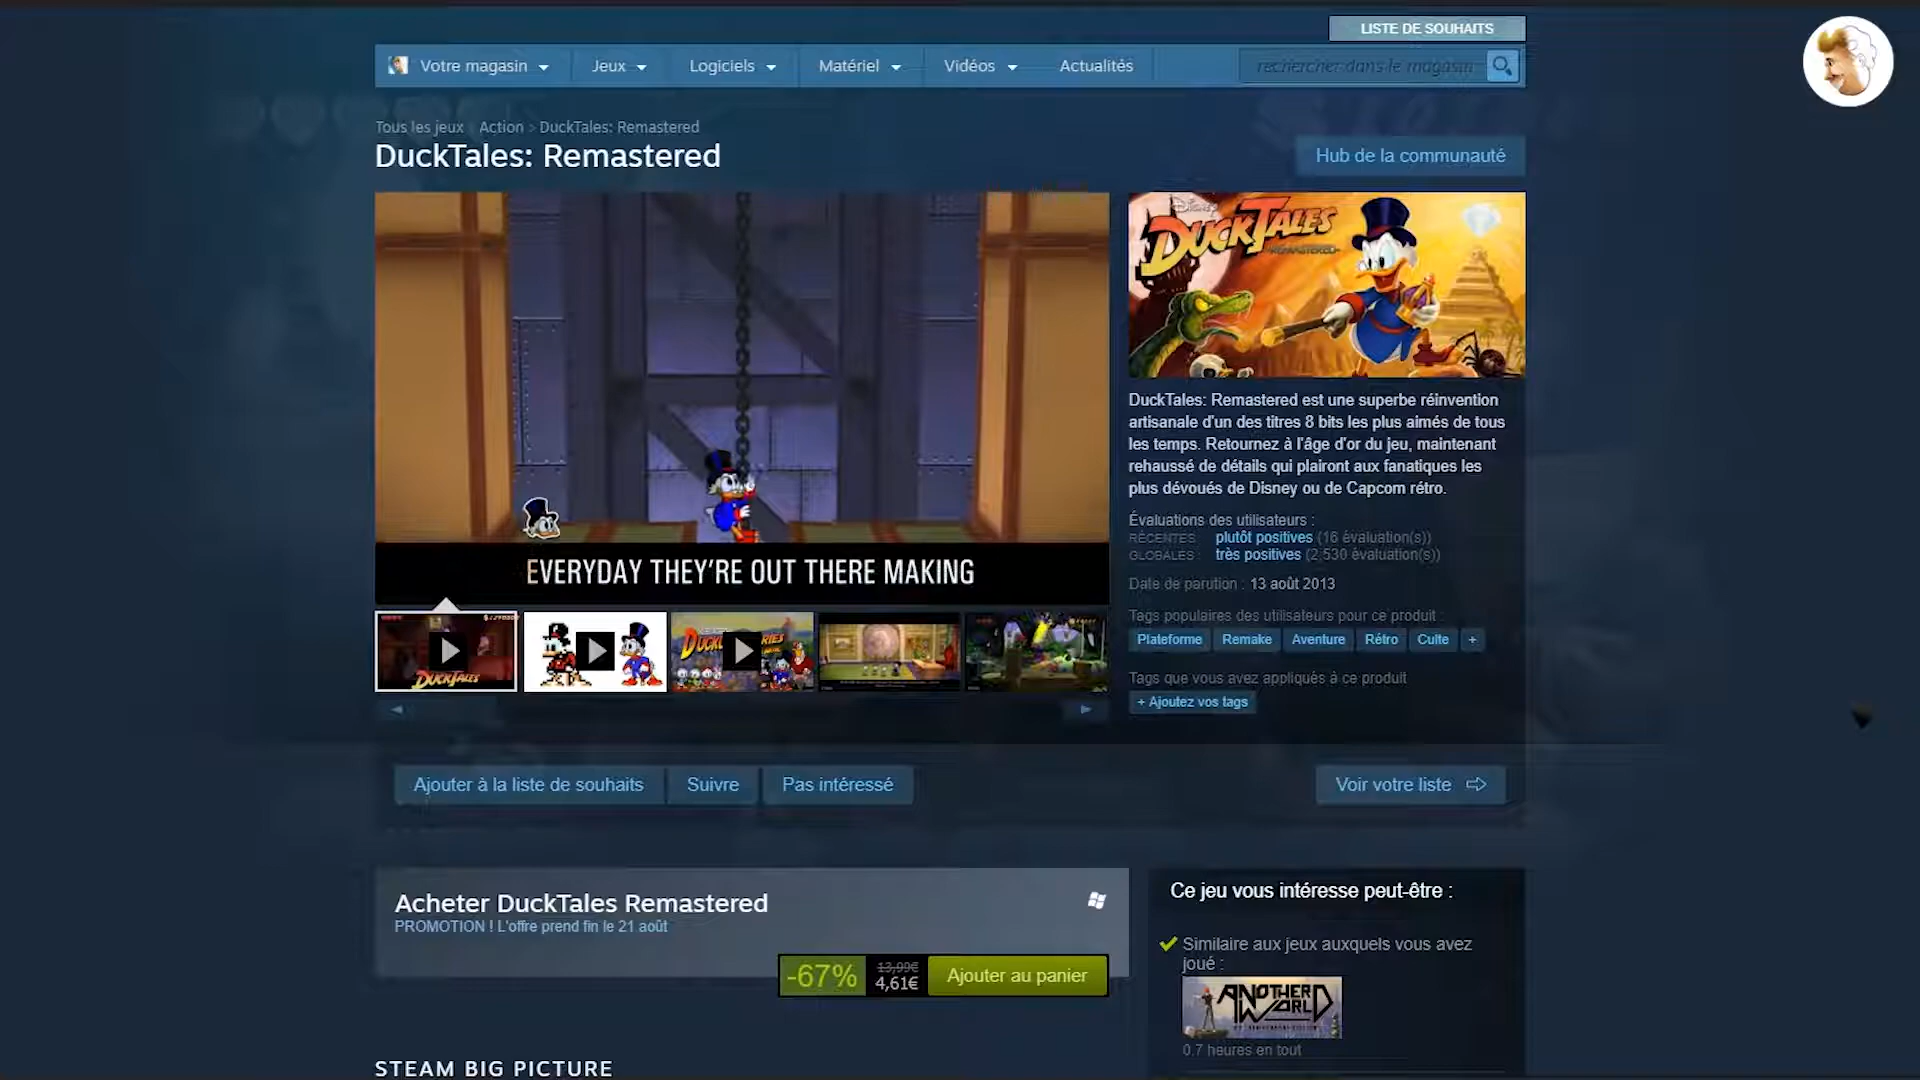 LISTE DE SOUHAITS
Votre magasin
Jeux
Logiciels
Matériel
Vidéos
Actualités
rechercher dans le magasin
Tous les jeux > Action > DuckTales: Remastered
DuckTales: Remastered
Hub de la communauté
EVERYDAY THEY'RE OUT THERE MAKING
DISNEY
DUCKTALES
REMASTERED
DuckTales: Remastered est une superbe réinvention
artisanale d'un des titres 8 bits les plus aimés de tous
les temps. Retournez à l'âge d'or du jeu, maintenant
rehaussé de détails qui plairont aux fanatiques les
plus dévoués de Disney ou de Capcom rétro.
Évaluations des utilisateurs :
RÉCENTES : plutôt positives (16 évaluation(s))
GLOBALES : très positives (2,530 évaluation(s))
Date de parution : 13 août 2013
Tags populaires des utilisateurs pour ce produit :
Plateforme Remake Aventure Rétro Culte +
Tags que vous avez appliqués à ce produit
+ Ajoutez vos tags
DUCKTALES
Ajouter à la liste de souhaits
Suivre
Pas intéressé
Voir votre liste
Acheter DuckTales Remastered
PROMOTION ! L'offre prend fin le 21 août
-67%
13,99€
4,61€
Ajouter au panier
Ce jeu vous intéresse peut-être :
Similaire aux jeux auxquels vous avez
joué :
ANOTHER
WORLD
0.7 heures en tout
STEAM BIG PICTURE